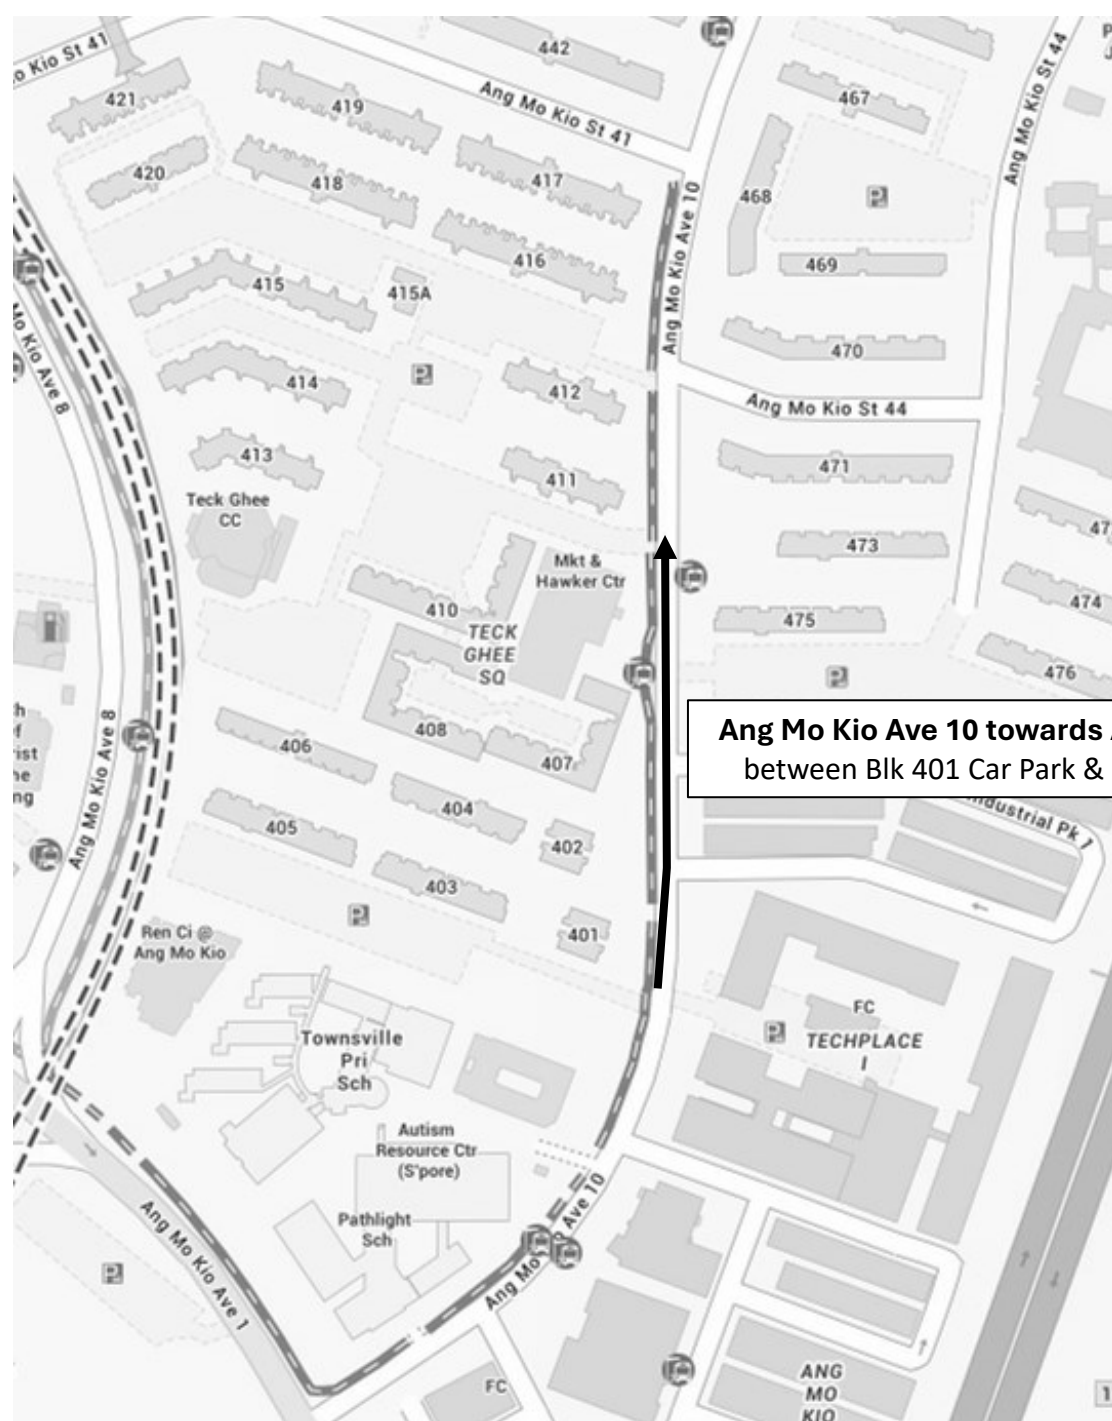 Kio St 41
442
421
419
Ang Mo Kio St 41
467
Ang Mo Kio St 44
420
418
417
468
P
416
469
Ang Mo Kio Ave 10
415
415A
470
Mo Kio Ave 8
P
414
412
Ang Mo Kio St 44
413
411
471
Teck Ghee
CC
473
Mkt &
Hawker Ctr
410
475
474
TECK
GHEE
SQ
P
476
Ang Mo Kio Ave 8
408
406
407
Ang Mo Kio Ave 10 towards
between Blk 401 Car Park &
404
405
402
403
P
401
Ren Ci @
Ang Mo Kio
FC
TECHPLACE
I
P
Townsville
Pri
Sch
Autism
Resource Ctr
(S'pore)
Pathlight
Sch
Ang Mo Kio Ave 1
P
Ang Mo
Ave 10
FC
ANG
MO
KIO
1